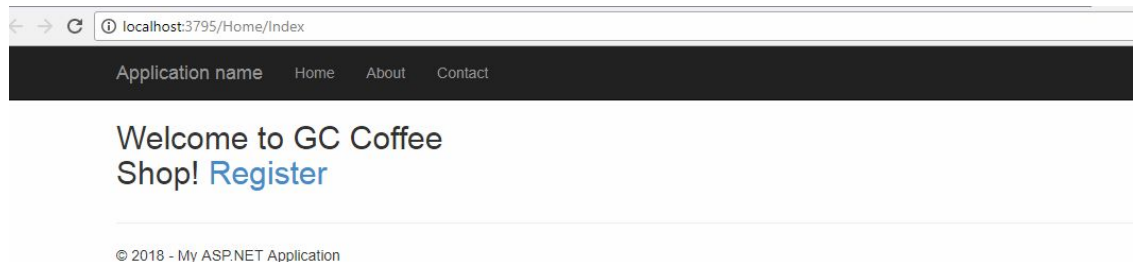 localhost:3795/Home/Index
Application name Home About Contact
Welcome to GC Coffee
Shop! Register
© 2018 - My ASP.NET Application